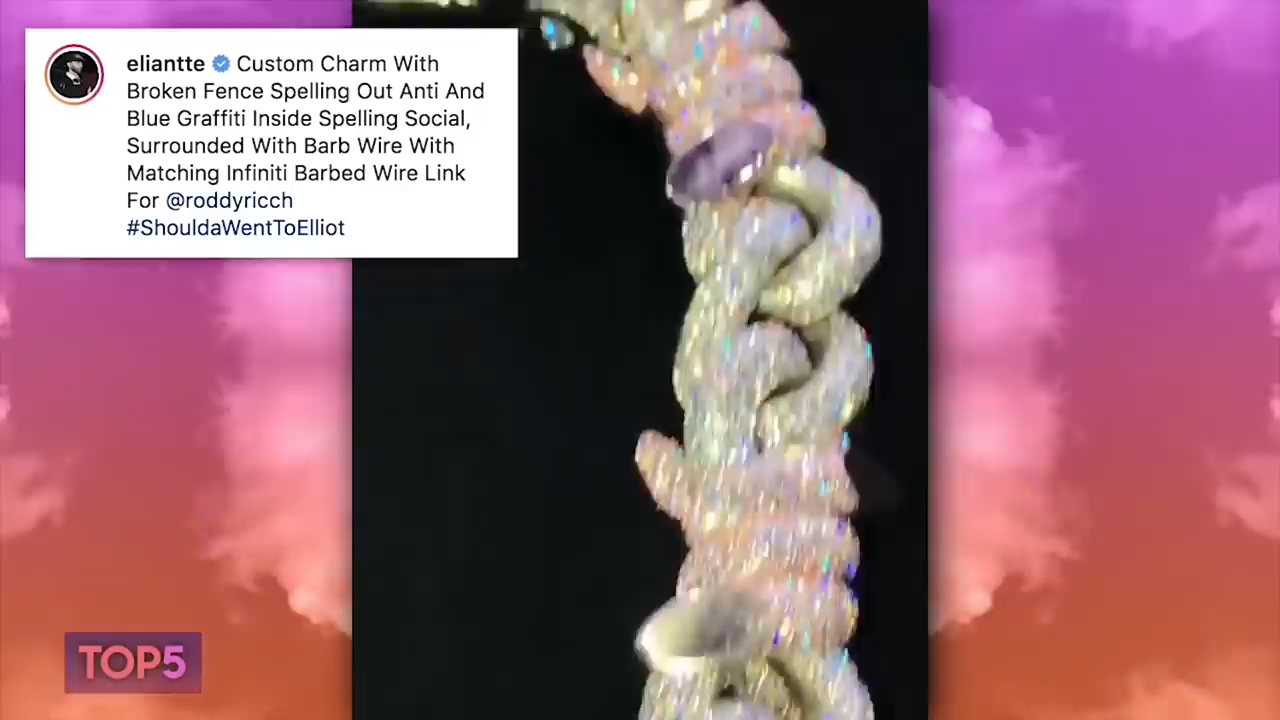 eliantte Custom Charm With
Broken Fence Spelling Out Anti And
Blue Graffiti Inside Spelling Social,
Surrounded With Barb Wire With
Matching Infiniti Barbed Wire Link
For @roddyricch
#ShouldaWentToElliot
TOP5